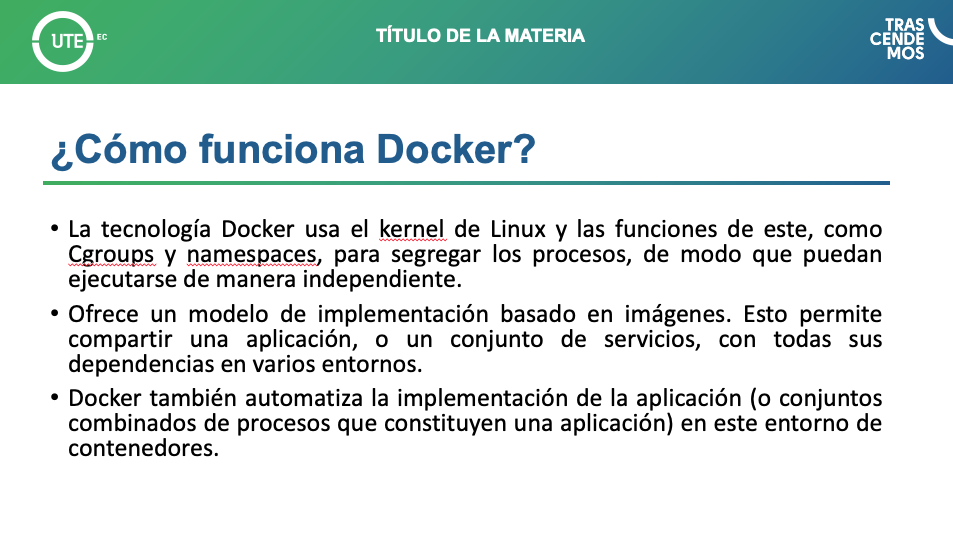 UTE EC
TÍTULO DE LA MATERIA
TRAS
CENDE
MOS
¿Cómo funciona Docker?
• La tecnología Docker usa el kernel de Linux y las funciones de este, como
Cgroups y namespaces, para segregar los procesos, de modo que puedan
ejecutarse de manera independiente.
• Ofrece un modelo de implementación basado en imágenes. Esto permite
compartir una aplicación, o un conjunto de servicios, con todas sus
dependencias en varios entornos.
• Docker también automatiza la implementación de la aplicación (o conjuntos
combinados de procesos que constituyen una aplicación) en este entorno de
contenedores.